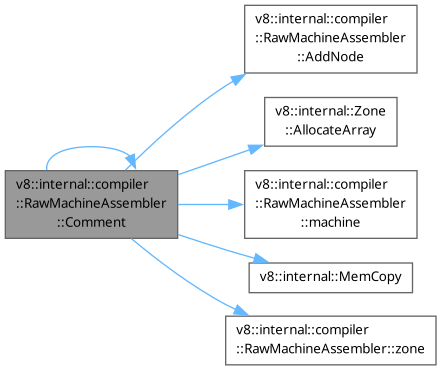 v8::internal::compiler
::RawMachineAssembler
::AddNode
v8::internal::Zone
::AllocateArray
v8::internal::compiler
::RawMachineAssembler
::Comment
v8::internal::compiler
::RawMachineAssembler
::machine
v8::internal::MemCopy
v8::internal::compiler
::RawMachineAssembler::zone